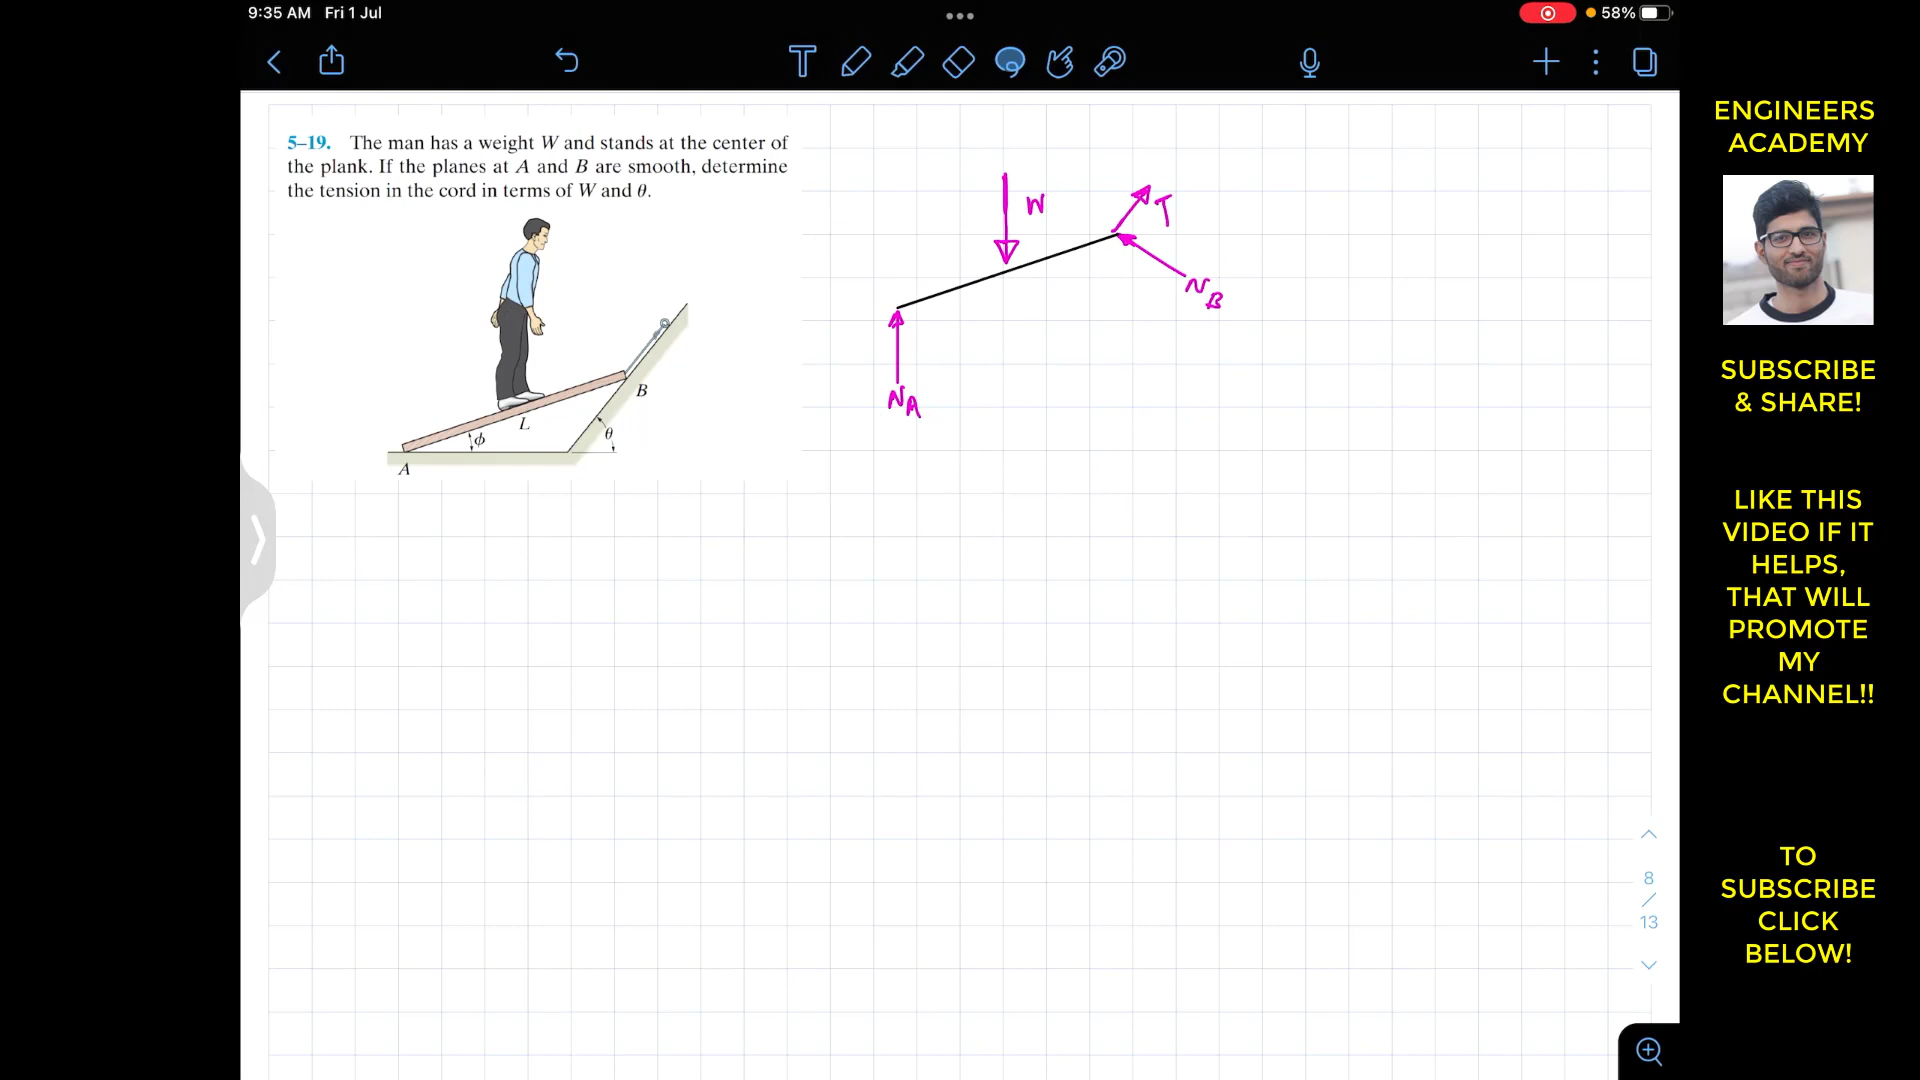 9:35 AM Fri 1 Jul
58%
5–19. The man has a weight W and stands at the center of
the plank. If the planes at A and B are smooth, determine
the tension in the cord in terms of W and θ.
B
L
ϕ
θ
A
W
T
N_B
N_A
8
/
13
ENGINEERS
ACADEMY
SUBSCRIBE
& SHARE!
LIKE THIS
VIDEO IF IT
HELPS,
THAT WILL
PROMOTE
MY
CHANNEL!!
TO
SUBSCRIBE
CLICK
BELOW!